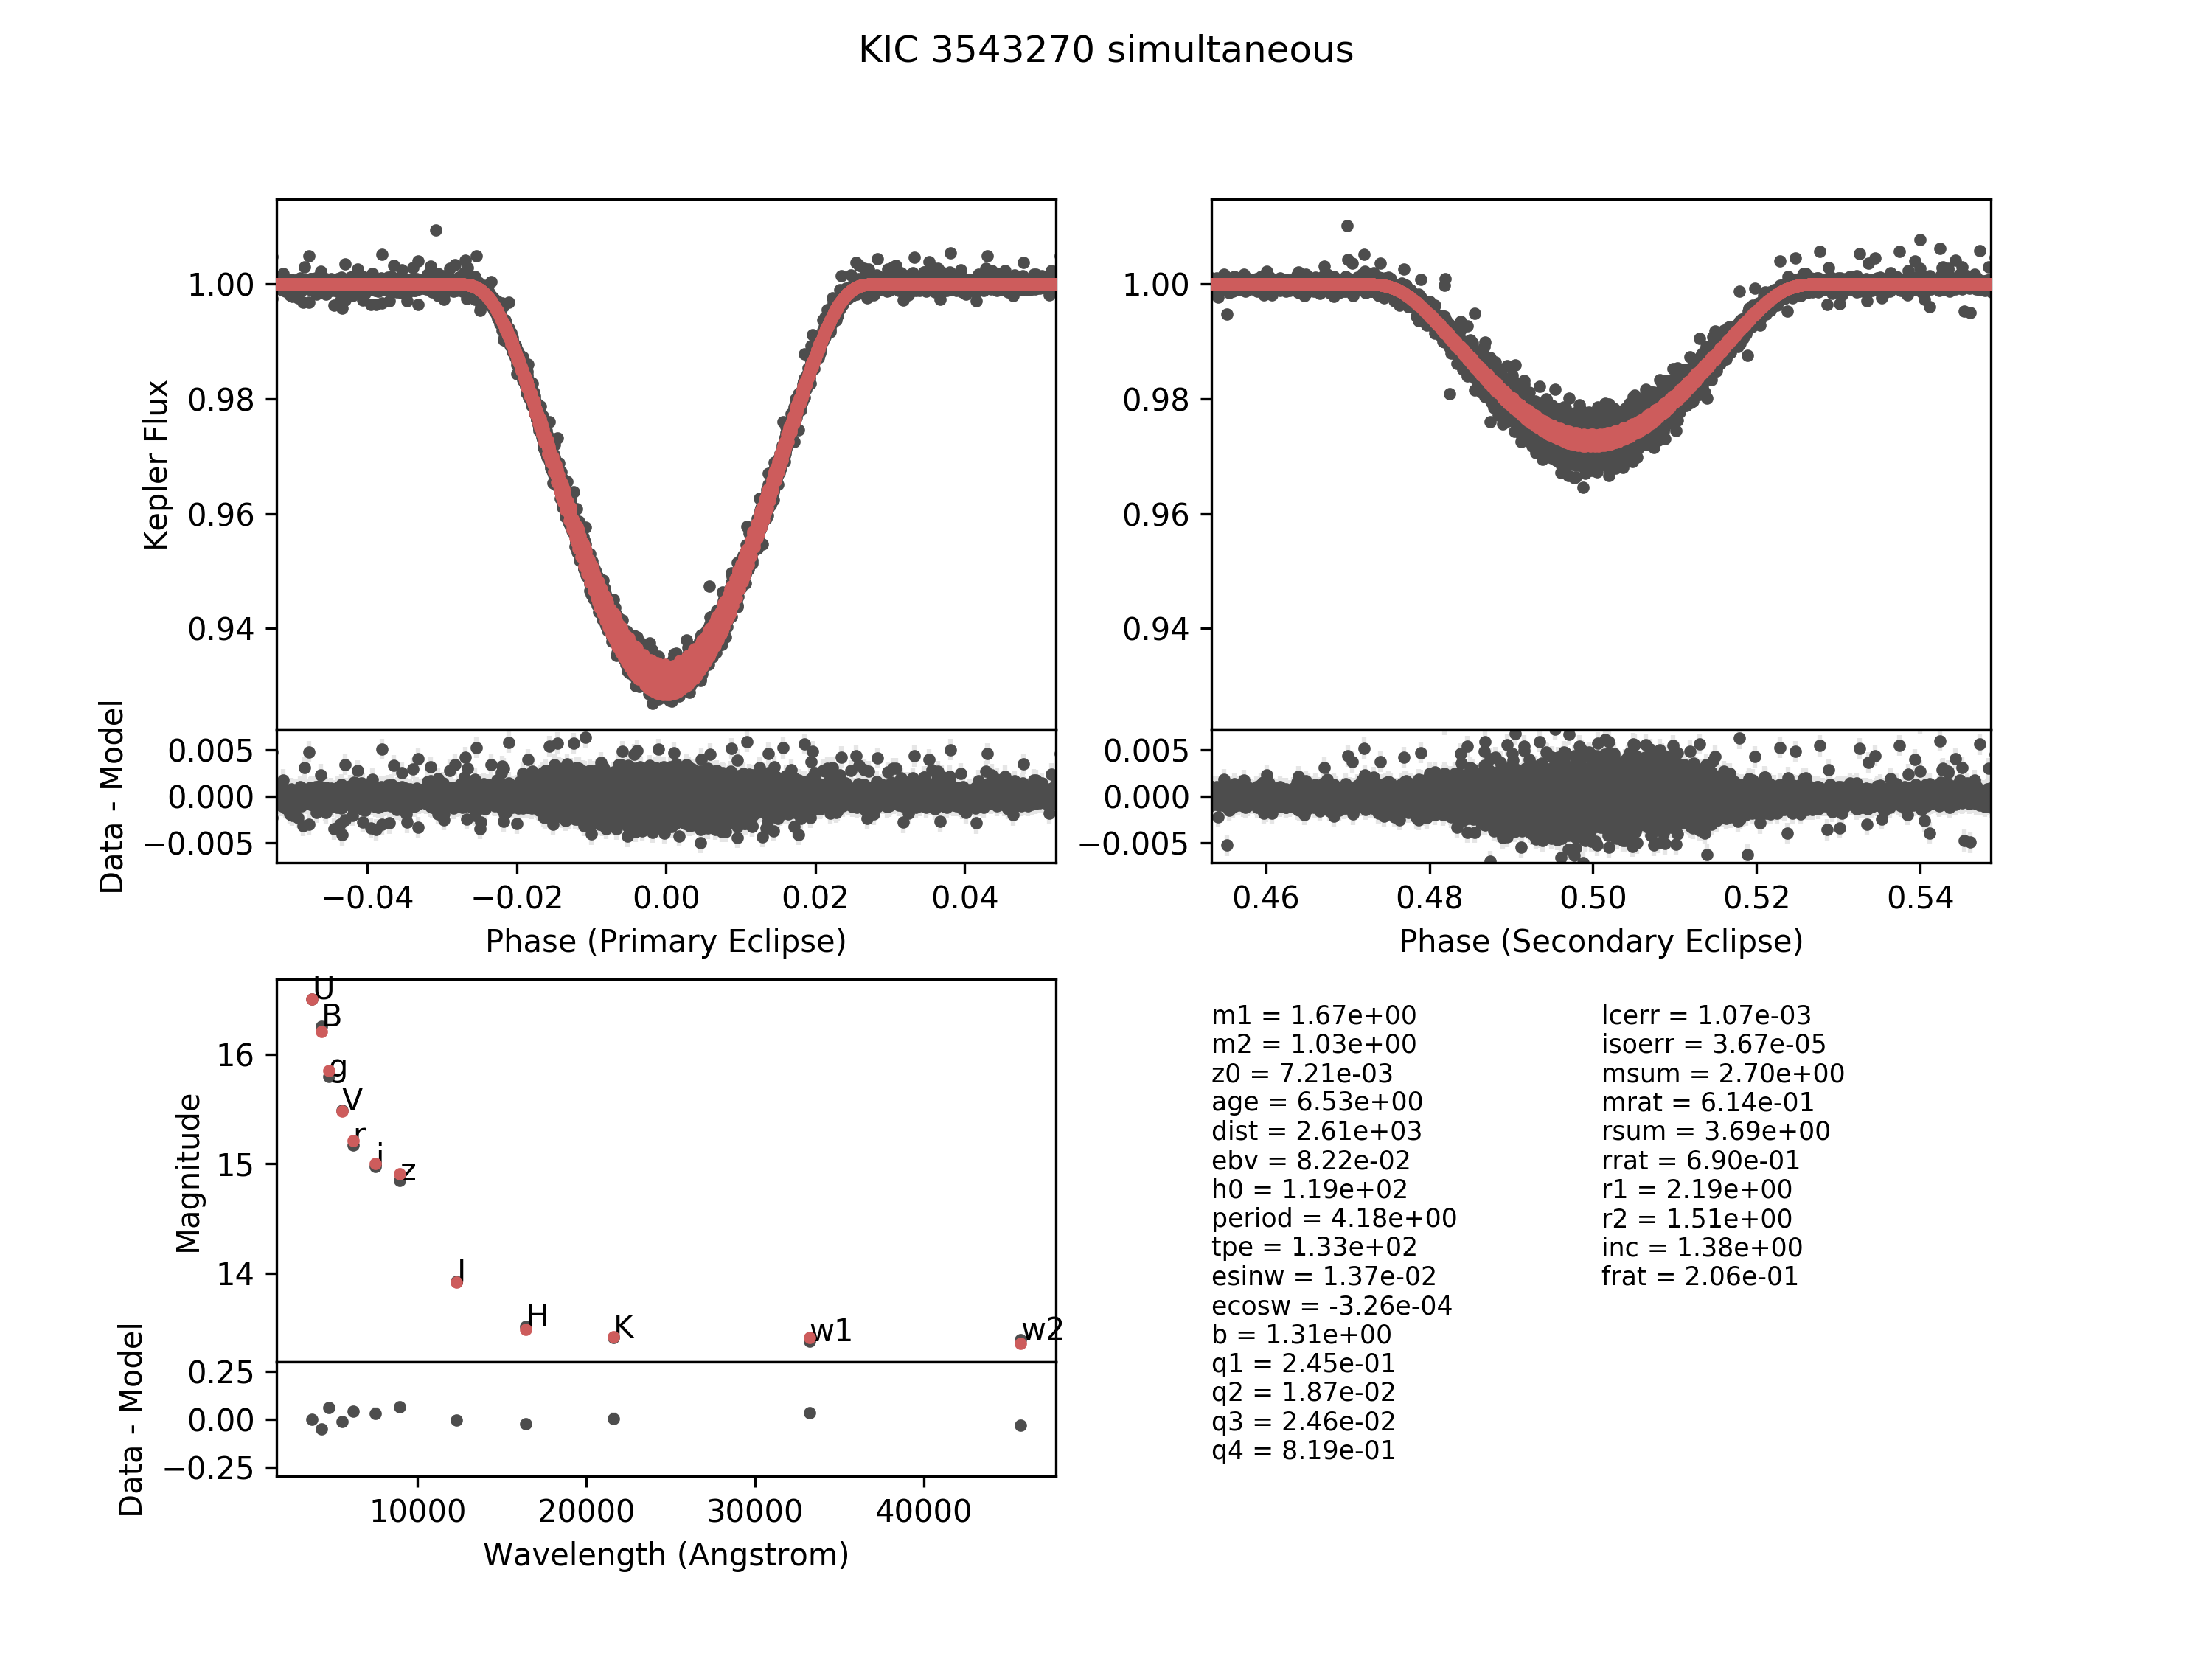 KIC 3543270 simultaneous
Kepler Flux
1.00
0.98
0.96
0.94
Data - Model
0.005
0.000
−0.005
−0.04 −0.02 0.00 0.02 0.04
Phase (Primary Eclipse)
1.00
0.98
0.96
0.94
0.005
0.000
−0.005
0.46 0.48 0.50 0.52 0.54
Phase (Secondary Eclipse)
Magnitude
16
15
14
U
B
g
V
r
i
z
J
H
K
w1
w2
Data - Model
0.25
0.00
−0.25
10000 20000 30000 40000
Wavelength (Angstrom)
m1 = 1.67e+00
m2 = 1.03e+00
z0 = 7.21e-03
age = 6.53e+00
dist = 2.61e+03
ebv = 8.22e-02
h0 = 1.19e+02
period = 4.18e+00
tpe = 1.33e+02
esinw = 1.37e-02
ecosw = -3.26e-04
b = 1.31e+00
q1 = 2.45e-01
q2 = 1.87e-02
q3 = 2.46e-02
q4 = 8.19e-01
lcerr = 1.07e-03
isoerr = 3.67e-05
msum = 2.70e+00
mrat = 6.14e-01
rsum = 3.69e+00
rrat = 6.90e-01
r1 = 2.19e+00
r2 = 1.51e+00
inc = 1.38e+00
frat = 2.06e-01